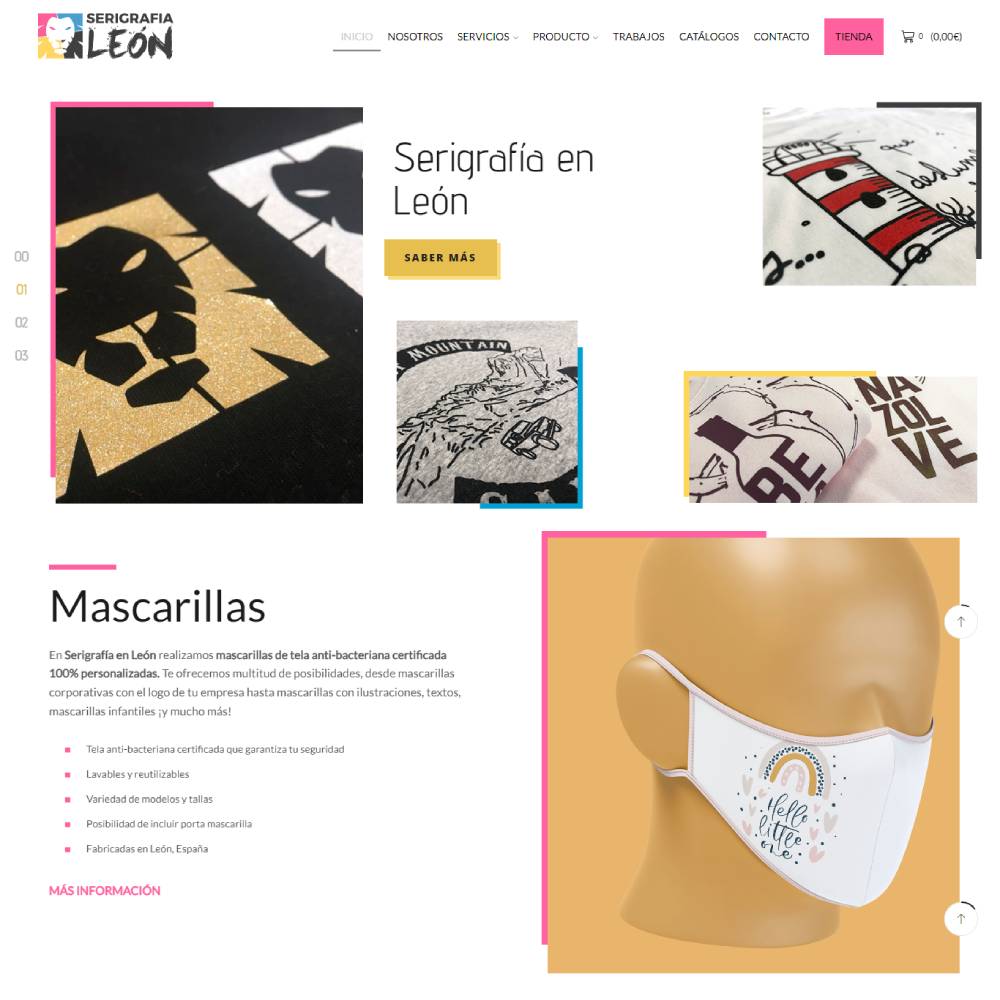 SERIGRAFIA
LEÓN
INICIO NOSOTROS SERVICIOS PRODUCTO TRABAJOS CATÁLOGOS CONTACTO TIENDA 0 (0,00€)
Serigrafía en
León
SABER MÁS
00
01
02
03
que
MOUNTAIN
NA
ZOL
VE
BE
Mascarillas
En Serigrafía en León realizamos mascarillas de tela anti-bacteriana certificada
100% personalizadas. Te ofrecemos multitud de posibilidades, desde mascarillas
corporativas con el logo de tu empresa hasta mascarillas con ilustraciones, textos,
mascarillas infantiles ¡y mucho más!
Tela anti-bacteriana certificada que garantiza tu seguridad
Lavables y reutilizables
Variedad de modelos y tallas
Posibilidad de incluir porta mascarilla
Fabricadas en León, España
MÁS INFORMACIÓN
Hello
little
one